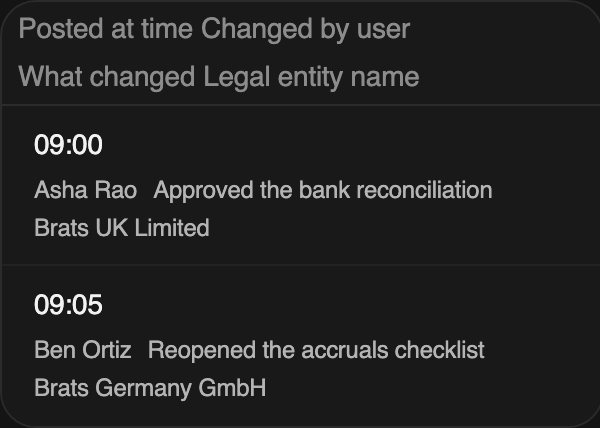 Posted at time Changed by user
What changed Legal entity name
09:00
Asha Rao Approved the bank reconciliation
Brats UK Limited
09:05
Ben Ortiz Reopened the accruals checklist
Brats Germany GmbH